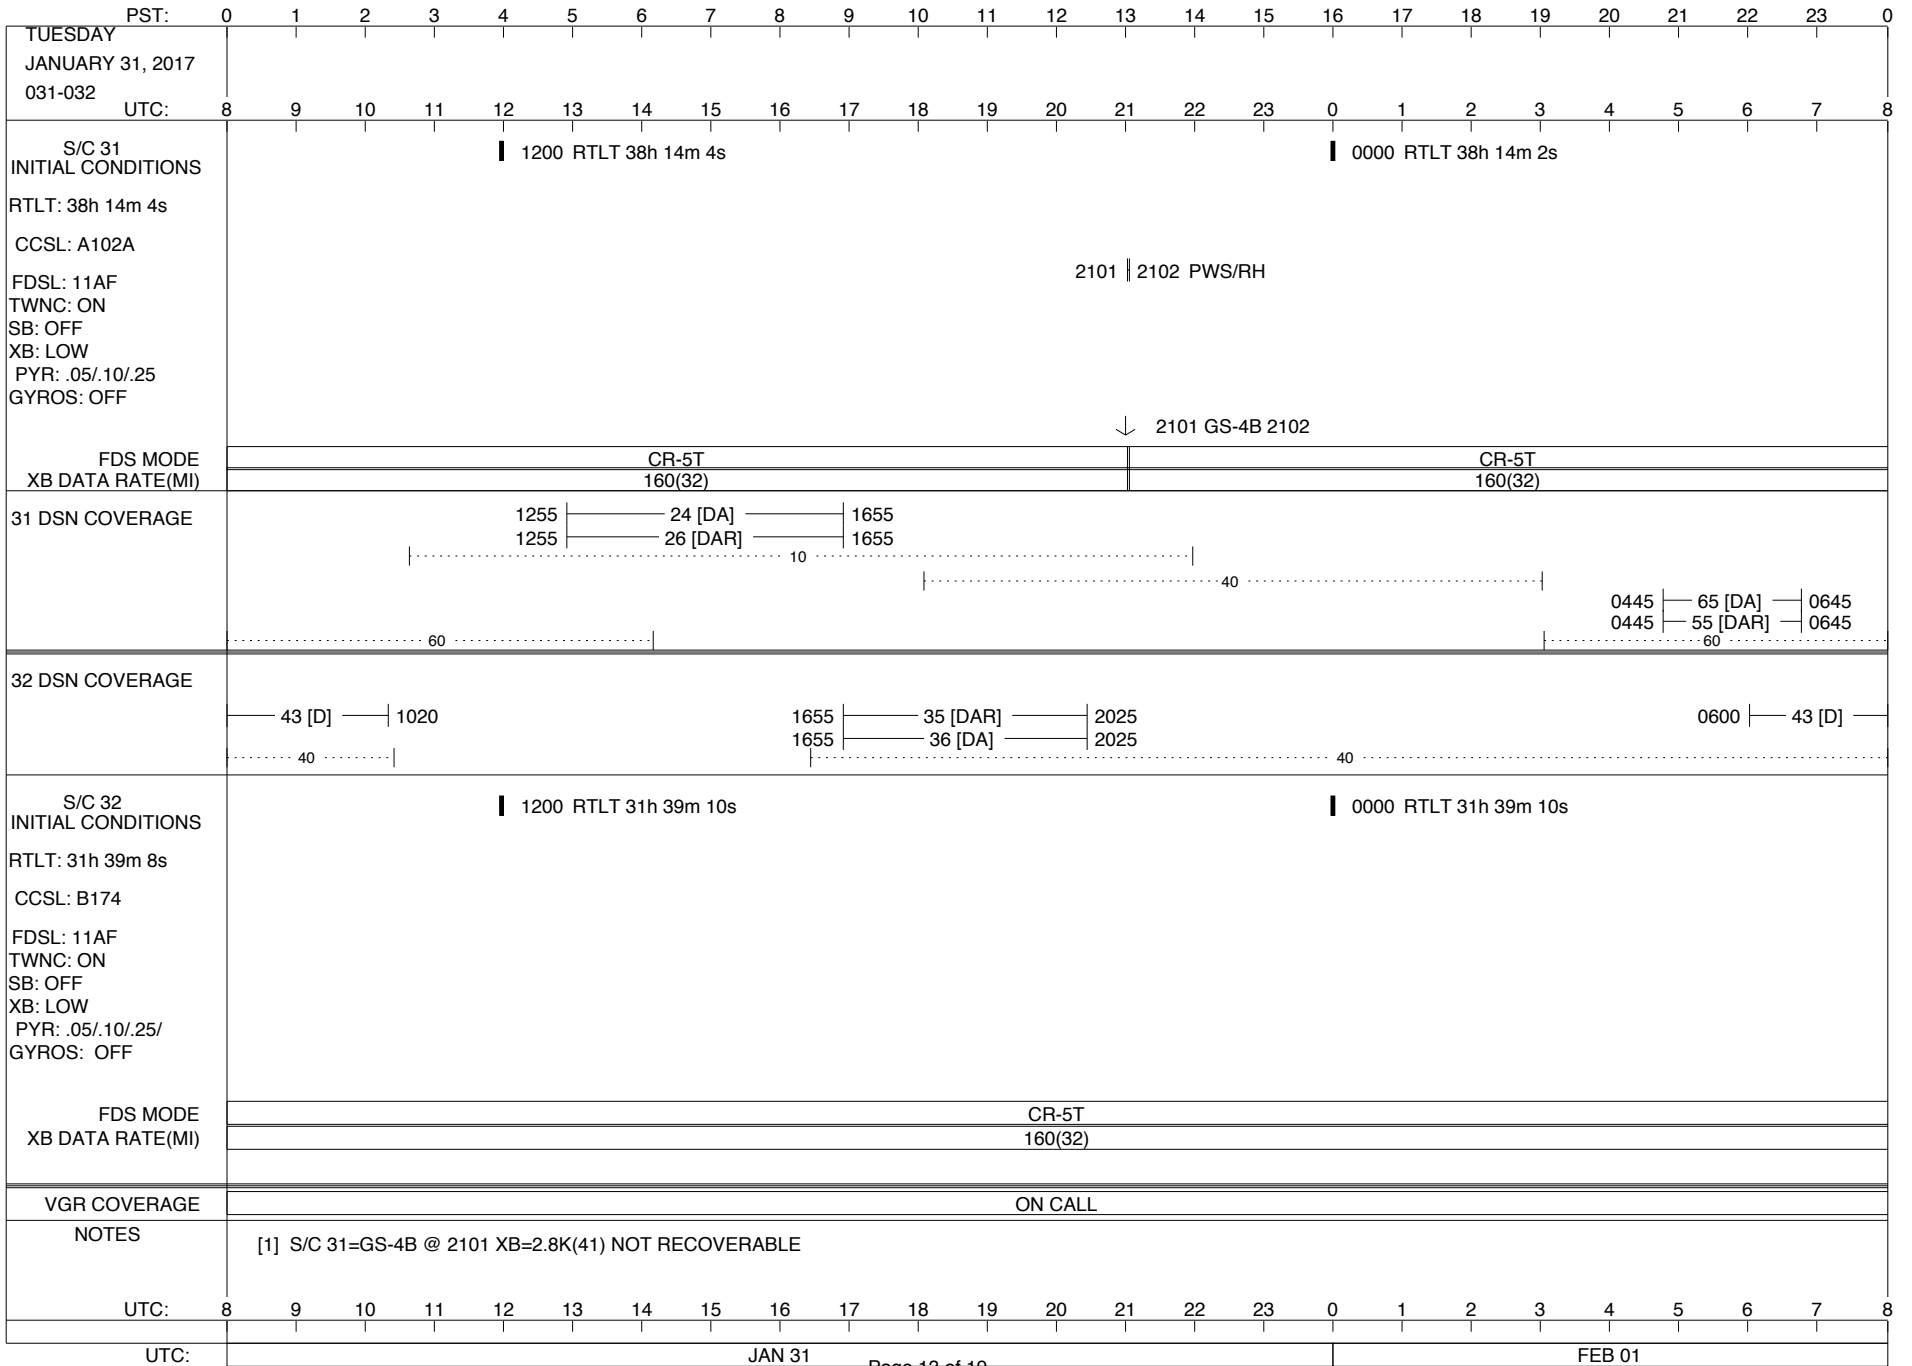 PST: 0 1 2 3 4 5 6 7 8 9 10 11 12 13 14 15 16 17 18 19 20 21 22 23 0
TUESDAY
JANUARY 31, 2017
031-032
UTC: 8 9 10 11 12 13 14 15 16 17 18 19 20 21 22 23 0 1 2 3 4 5 6 7 8
S/C 31
INITIAL CONDITIONS
1200 RTLT 38h 14m 4s
0000 RTLT 38h 14m 2s
RTLT: 38h 14m 4s
CCSL: A102A
2101 2102 PWS/RH
FDSL: 11AF
TWNC: ON
SB: OFF
XB: LOW
PYR: .05/.10/.25
GYROS: OFF
2101 GS-4B 2102
FDS MODE CR-5T CR-5T
XB DATA RATE(MI) 160(32) 160(32)
31 DSN COVERAGE
1255 24 [DA] 1655
1255 26 [DAR] 1655
10
40
0445 65 [DA] 0645
0445 55 [DAR] 0645
60 60
32 DSN COVERAGE
43 [D] 1020 1655 35 [DAR] 2025 0600 43 [D]
1655 36 [DA] 2025
40 40
S/C 32
INITIAL CONDITIONS
1200 RTLT 31h 39m 10s
0000 RTLT 31h 39m 10s
RTLT: 31h 39m 8s
CCSL: B174
FDSL: 11AF
TWNC: ON
SB: OFF
XB: LOW
PYR: .05/.10/.25/
GYROS: OFF
FDS MODE CR-5T
XB DATA RATE(MI) 160(32)
VGR COVERAGE ON CALL
NOTES
[1] S/C 31=GS-4B @ 2101 XB=2.8K(41) NOT RECOVERABLE
UTC: 8 9 10 11 12 13 14 15 16 17 18 19 20 21 22 23 0 1 2 3 4 5 6 7 8
UTC: JAN 31 FEB 01